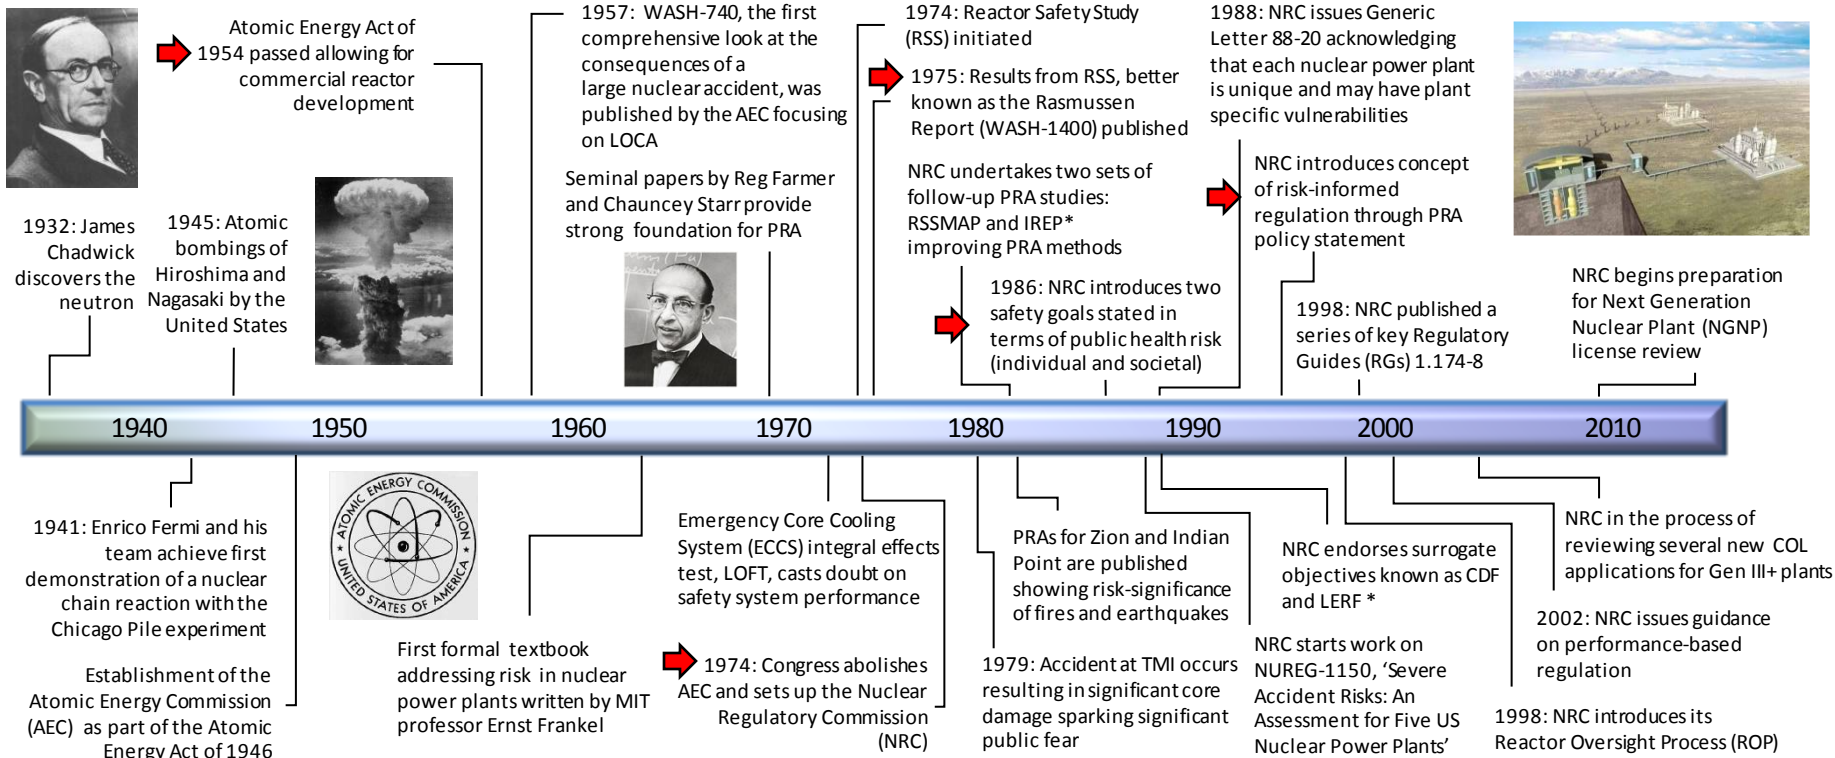 Atomic Energy Act of
1954 passed allowing for
commercial reactor
development
1957: WASH-740, the first
comprehensive look at the
consequences of a
large nuclear accident, was
published by the AEC focusing
on LOCA
1974: Reactor Safety Study
(RSS) initiated
1975: Results from RSS, better
known as the Rasmussen
Report (WASH-1400) published
1988: NRC issues Generic
Letter 88-20 acknowledging
that each nuclear power plant
is unique and may have plant
specific vulnerabilities
1932: James
Chadwick
discovers the
neutron
1945: Atomic
bombings of
Hiroshima and
Nagasaki by the
United States
Seminal papers by Reg Farmer
and Chauncey Starr provide
strong foundation for PRA
NRC undertakes two sets of
follow-up PRA studies:
RSSMAP and IREP*
improving PRA methods
1986: NRC introduces two
safety goals stated in
terms of public health risk
(individual and societal)
NRC introduces concept
of risk-informed
regulation through PRA
policy statement
1998: NRC published a
series of key Regulatory
Guides (RGs) 1.174-8
NRC begins preparation
for Next Generation
Nuclear Plant (NGNP)
license review
1940 1950 1960 1970 1980 1990 2000 2010
1941: Enrico Fermi and his
team achieve first
demonstration of a nuclear
chain reaction with the
Chicago Pile experiment
Establishment of the
Atomic Energy Commission
(AEC) as part of the Atomic
Energy Act of 1946
ATOMIC ENERGY COMMISSION
★ UNITED STATES OF AMERICA ★
First formal textbook
addressing risk in nuclear
power plants written by MIT
professor Ernst Frankel
Emergency Core Cooling
System (ECCS) integral effects
test, LOFT, casts doubt on
safety system performance
1974: Congress abolishes
AEC and sets up the Nuclear
Regulatory Commission
(NRC)
PRAs for Zion and Indian
Point are published
showing risk-significance
of fires and earthquakes
1979: Accident at TMI occurs
resulting in significant core
damage sparking significant
public fear
NRC endorses surrogate
objectives known as CDF
and LERF *
NRC starts work on
NUREG-1150, ‘Severe
Accident Risks: An
Assessment for Five US
Nuclear Power Plants’
NRC in the process of
reviewing several new COL
applications for Gen III+ plants
2002: NRC issues guidance
on performance-based
regulation
1998: NRC introduces its
Reactor Oversight Process (ROP)